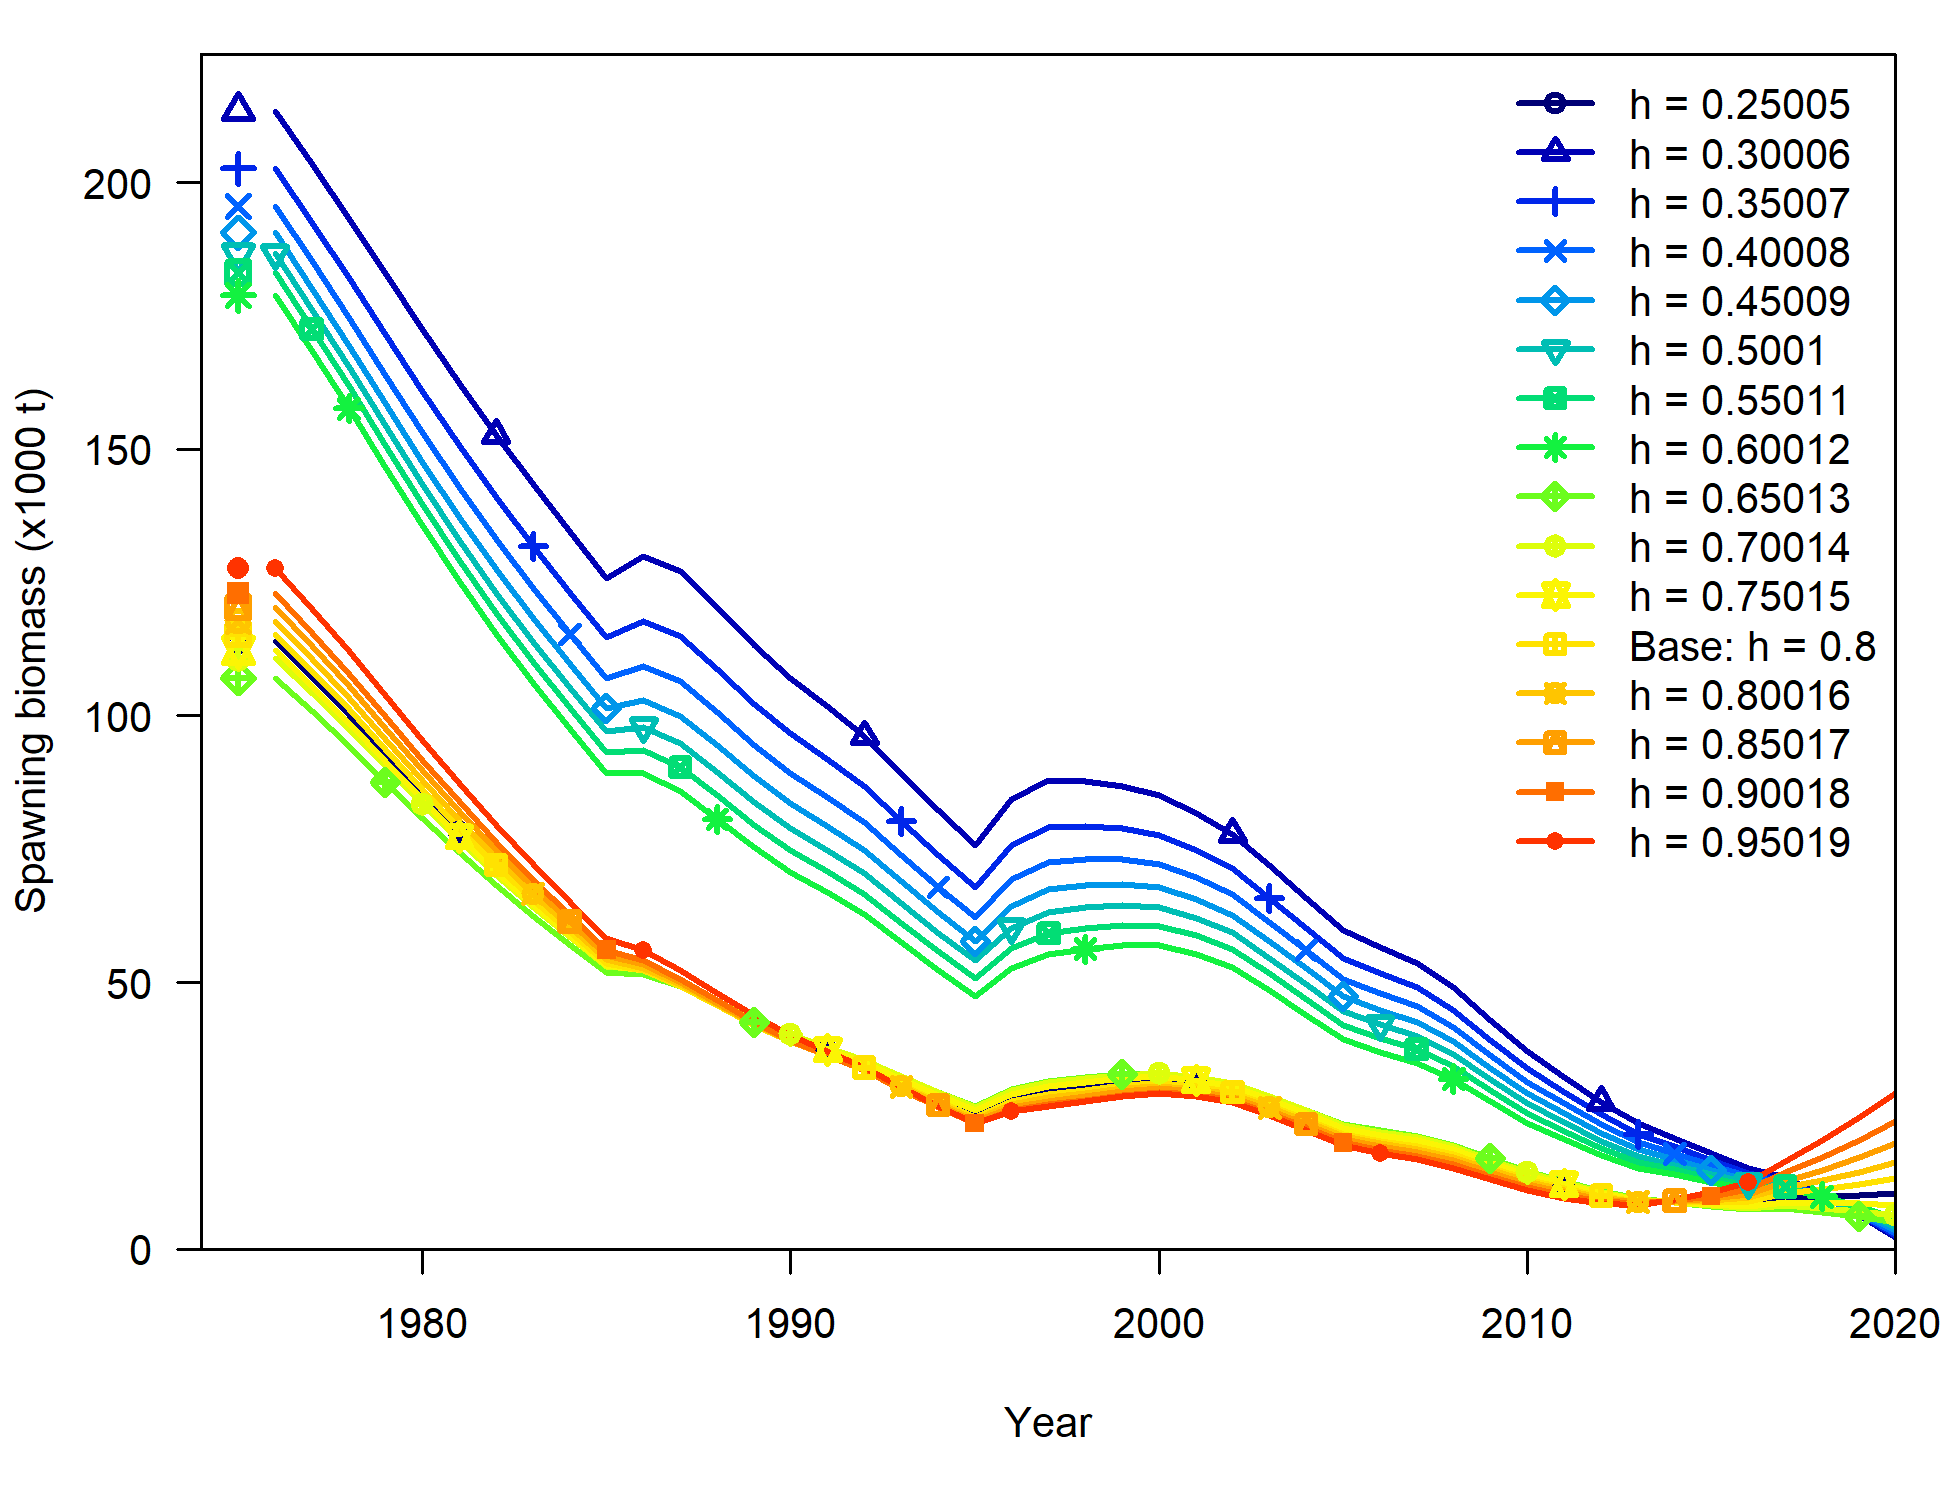 h = 0.25005
h = 0.30006
h = 0.35007
h = 0.40008
h = 0.45009
h = 0.5001
h = 0.55011
h = 0.60012
h = 0.65013
h = 0.70014
h = 0.75015
Base: h = 0.8
h = 0.80016
h = 0.85017
h = 0.90018
h = 0.95019
200
150
100
50
0
Spawning biomass (x1000 t)
1980 1990 2000 2010 2020
Year